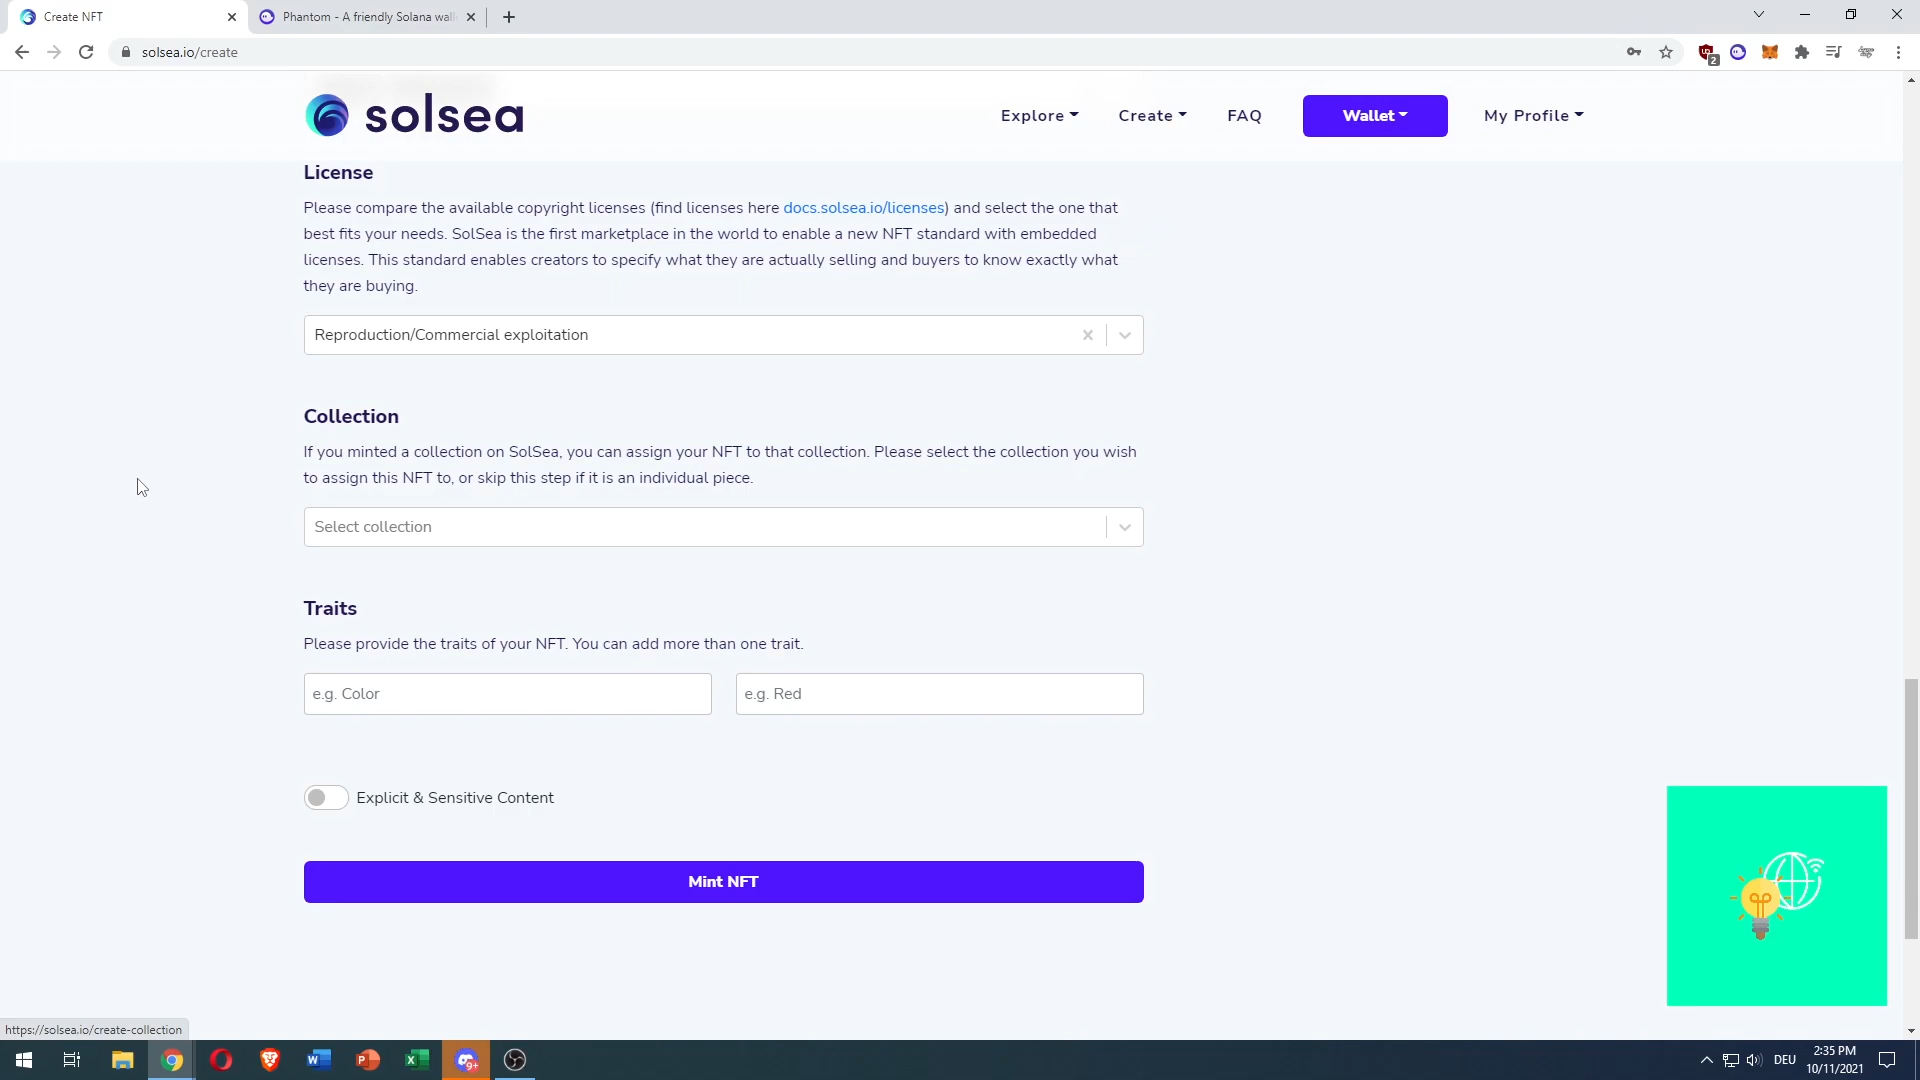 Create NFT
Phantom - A friendly Solana wall
solsea.io/create
2
solsea
Explore
Create
FAQ
Wallet
My Profile
License
Please compare the available copyright licenses (find licenses here docs.solsea.io/licenses) and select the one that
best fits your needs. SolSea is the first marketplace in the world to enable a new NFT standard with embedded
licenses. This standard enables creators to specify what they are actually selling and buyers to know exactly what
they are buying.
Reproduction/Commercial exploitation
Collection
If you minted a collection on SolSea, you can assign your NFT to that collection. Please select the collection you wish
to assign this NFT to, or skip this step if it is an individual piece.
Select collection
Traits
Please provide the traits of your NFT. You can add more than one trait.
e.g. Color
e.g. Red
Explicit & Sensitive Content
Mint NFT
https://solsea.io/create-collection
9+
DEU
2:35 PM
10/11/2021